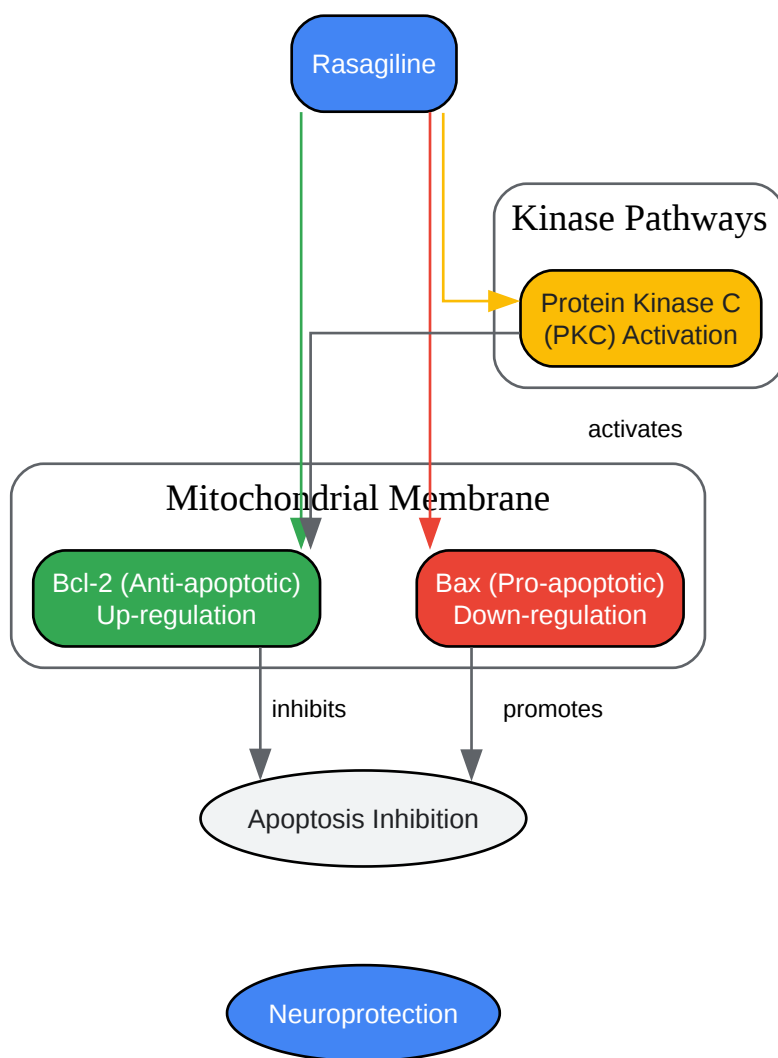 Rasagiline
Kinase Pathways
Protein Kinase C
(PKC) Activation
activates
Mitochondrial Membrane
Bcl-2 (Anti-apoptotic)
Up-regulation
Bax (Pro-apoptotic)
Down-regulation
inhibits
promotes
Apoptosis Inhibition
Neuroprotection